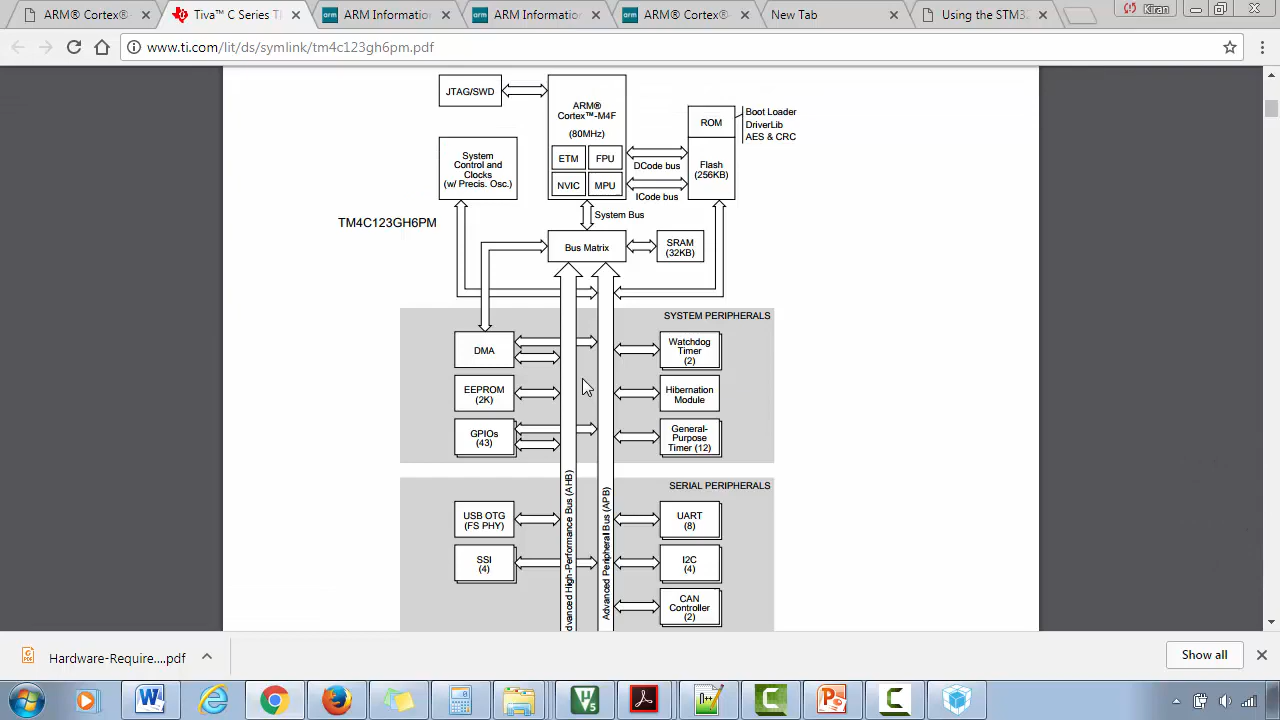 ARM® Cortex®-
Tiva™ C Series T
ARM Informatio
ARM Informatio
ARM® Cortex®-
New Tab
Using the STM3
Kiran
www.ti.com/lit/ds/symlink/tm4c123gh6pm.pdf
JTAG/SWD
ARM®
Cortex™-M4F
(80MHz)
ETM
FPU
NVIC
MPU
ROM
Boot Loader
DriverLib
AES & CRC
Flash
(256KB)
DCode bus
ICode bus
System
Control and
Clocks
(w/ Precis. Osc.)
TM4C123GH6PM
System Bus
Bus Matrix
SRAM
(32KB)
SYSTEM PERIPHERALS
DMA
Watchdog
Timer
(2)
EEPROM
(2K)
Hibernation
Module
GPIOs
(43)
General-
Purpose
Timer (12)
SERIAL PERIPHERALS
USB OTG
(FS PHY)
UART
(8)
SSI
(4)
I2C
(4)
CAN
Controller
(2)
dvanced High-Performance Bus (AHB)
Advanced Peripheral Bus (APB)
Hardware-Require....pdf
Show all